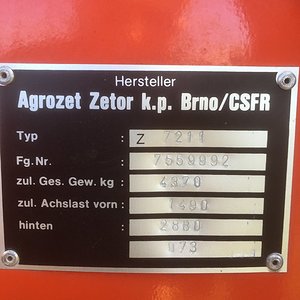 Hersteller
Agrozet Zetor k.p. Brno/CSFR
Typ : Z 7211
Fg.Nr. : 7559992
zul. Ges. Gew. kg : 4370
zul. Achslast vorn : 1490
hinten : 2880
073